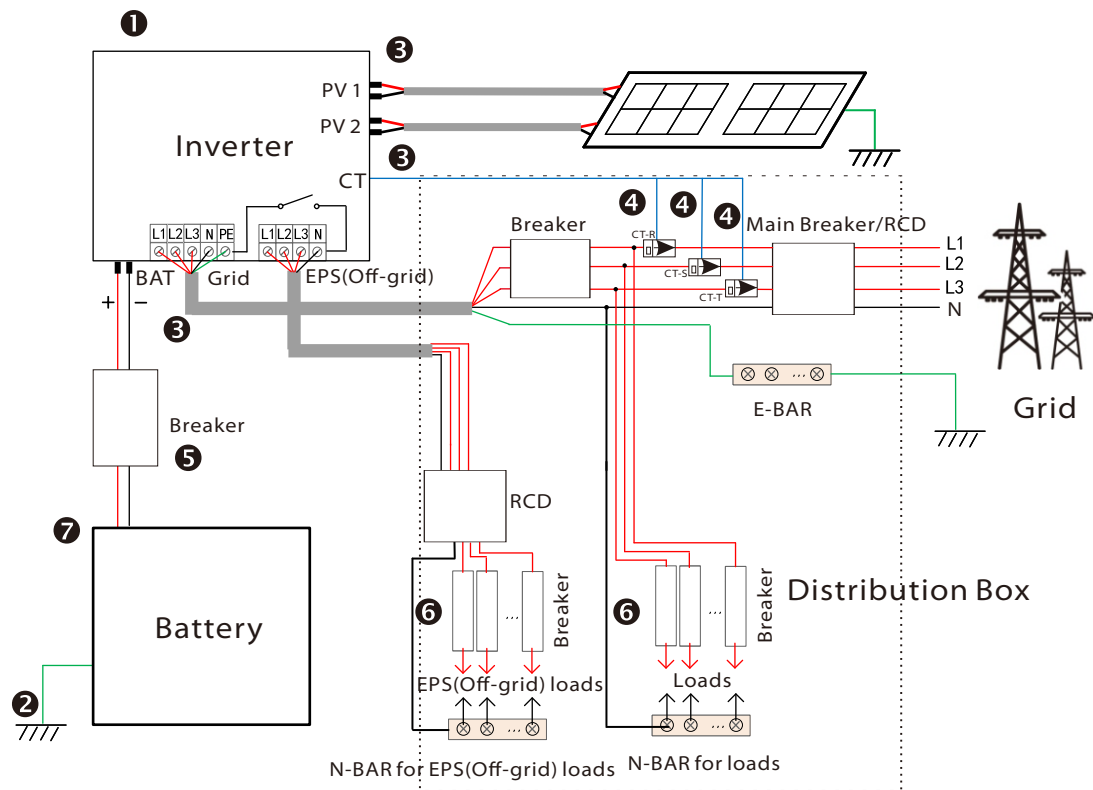 ❶
❸
PV 1
PV 2
Inverter
❸
CT
❹ ❹ ❹
L1 L2 L3 N PE
L1 L2 L3 N
Breaker
CT-R
CT-S
CT-T
Main Breaker/RCD
L1
L2
L3
N
BAT
Grid
EPS(Off-grid)
+ −
❸
Breaker
❺
E-BAR
...
Grid
RCD
❼
Battery
❷
❻
...
Breaker
EPS(Off-grid) loads
...
N-BAR for EPS(Off-grid) loads
❻
...
Breaker
Loads
...
N-BAR for loads
Distribution Box